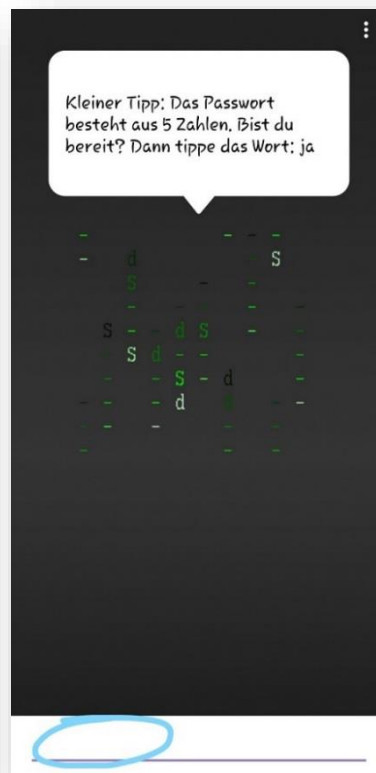 Kleiner Tipp: Das Passwort
besteht aus 5 Zahlen. Bist du
bereit? Dann tippe das Wort: ja